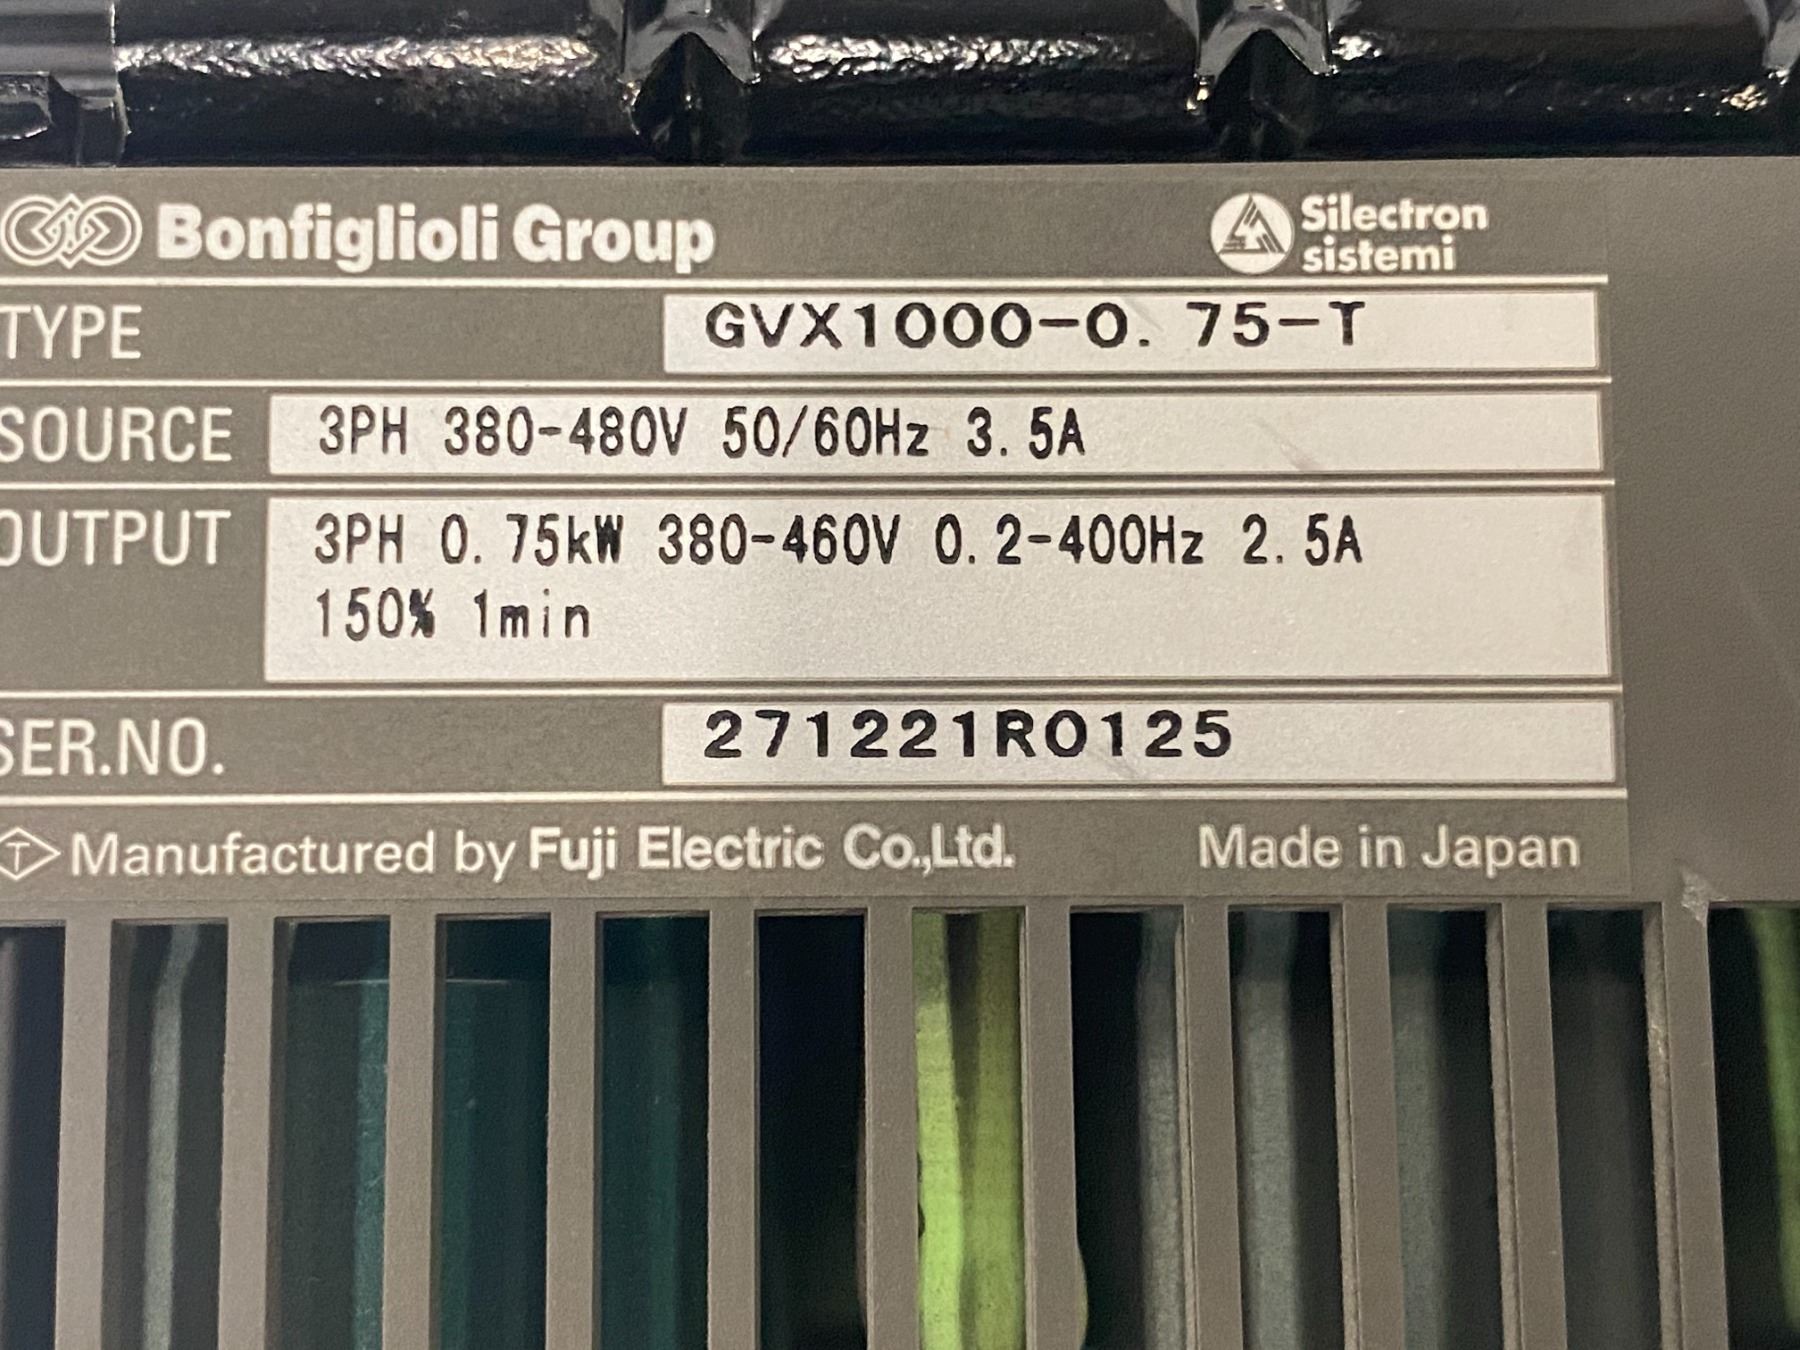 Bonfiglioli Group
Silectron
sistemi
TYPE GVX1000-0.75-T
SOURCE 3PH 380-480V 50/60Hz 3.5A
OUTPUT 3PH 0.75kW 380-460V 0.2-400Hz 2.5A
150% 1min
SER.NO. 271221R0125
T Manufactured by Fuji Electric Co.,Ltd. Made in Japan